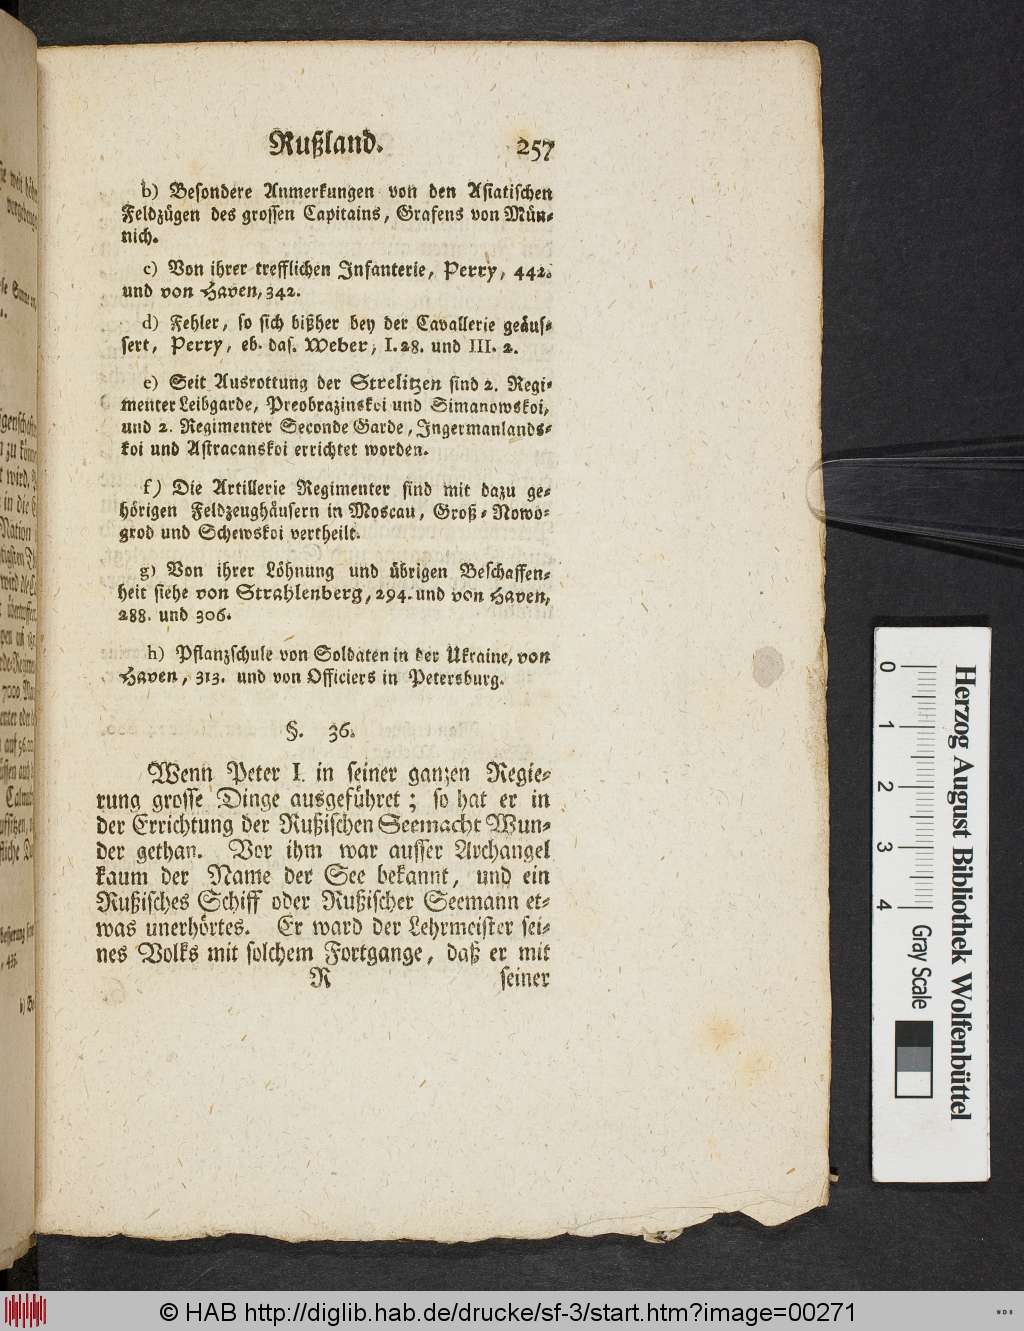 Rußland. 257
b) Besondere Anmerkungen von den Asiatischen
Feldzügen des grossen Capitains, Grafens von Mün-
nich.
c) Von ihrer trefflichen Infanterie, Perry, 442.
und von Haven, 342.
d) Fehler, so sich bißher bey der Cavallerie geäus-
sert, Perry, eb. das. Weber, I. 28. und III. 2.
e) Seit Ausrottung der Strelitzen sind 2. Regi-
menter Leibgarde, Preobrazinskoi und Simanowskoi,
und 2. Regimenter Seconde Garde, Ingermanlands-
koi und Astracanskoi errichtet worden.
f) Die Artillerie Regimenter sind mit dazu ge-
hörigen Feldzeughäusern in Moscau, Groß-Nowo-
grod und Schewskoi vertheilt.
g) Von ihrer Löhnung und übrigen Beschaffen-
heit siehe von Strahlenberg, 294. und von Haven,
288. und 306.
h) Pflanzschule von Soldaten in der Ukraine, von
Haven, 313. und von Officiers in Petersburg.
§. 36.
Wenn Peter I. in seiner ganzen Regie-
rung grosse Dinge ausgeführet; so hat er in
der Errichtung der Rußischen Seemacht Wun-
der gethan. Vor ihm war ausser Archangel
kaum der Name der See bekannt, und ein
Rußisches Schiff oder Rußischer Seemann et-
was unerhörtes. Er ward der Lehrmeister sei-
nes Volks mit solchem Fortgange, daß er mit
R seiner
0 1 2 3 4 Gray Scale
Herzog August Bibliothek Wolfenbüttel
© HAB http://diglib.hab.de/drucke/sf-3/start.htm?image=00271